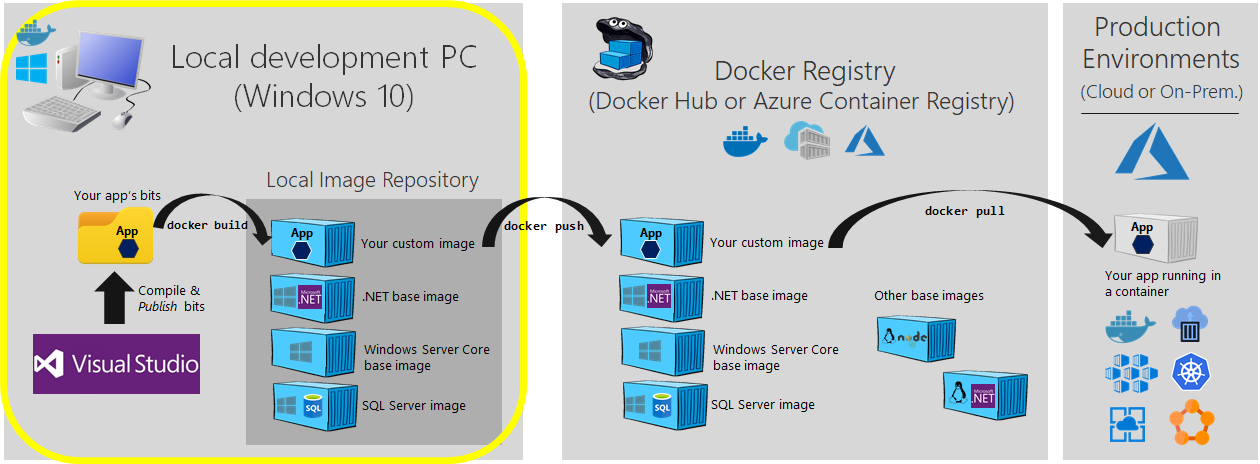 Local development PC
(Windows 10)
Your app's bits
App
docker build
Compile &
Publish bits
Visual Studio
Local Image Repository
App
Your custom image
Microsoft
.NET
.NET base image
Windows Server Core
base image
SQL
SQL Server image
docker push
Docker Registry
(Docker Hub or Azure Container Registry)
App
Your custom image
Microsoft
.NET
.NET base image
Windows Server Core
base image
SQL
SQL Server image
Other base images
node
Microsoft
.NET
docker pull
Production
Environments
(Cloud or On-Prem.)
App
Your app running in
a container